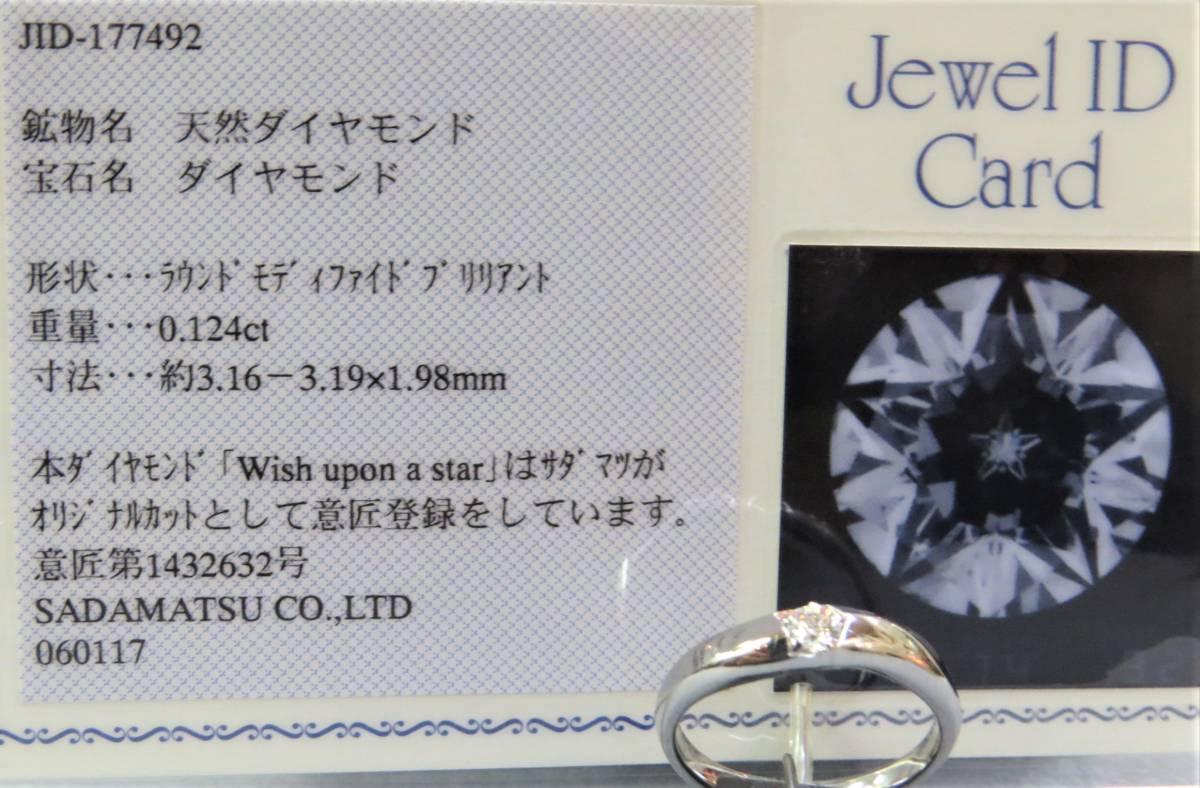 JID-177492
鉱物名　天然ダイヤモンド
宝石名　ダイヤモンド
形状･･･ﾗｳﾝﾄﾞﾓﾃﾞｨﾌｧｲﾄﾞﾌﾞﾘﾘｱﾝﾄ
重量･･･0.124ct
寸法･･･約3.16－3.19×1.98mm
本ﾀﾞｲﾔﾓﾝﾄﾞ「Wish upon a star」はｻﾀﾞﾏﾂが
ｵﾘｼﾞﾅﾙｶｯﾄとして意匠登録をしています。
意匠第1432632号
SADAMATSU CO.,LTD
060117
Jewel ID
Card